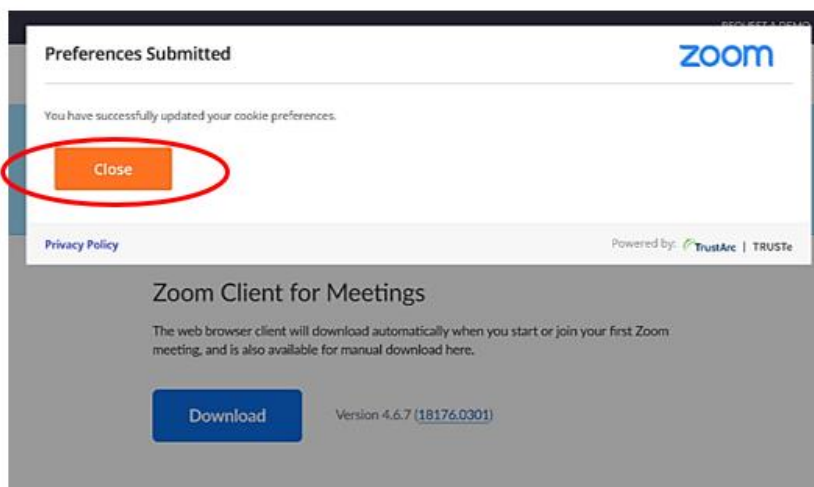 REQUEST A DEMO
Preferences Submitted
zoom
You have successfully updated your cookie preferences.
Close
Privacy Policy
Powered by: TrustArc | TRUSTe
Zoom Client for Meetings
The web browser client will download automatically when you start or join your first Zoom
meeting, and is also available for manual download here.
Download
Version 4.6.7 (18176.0301)